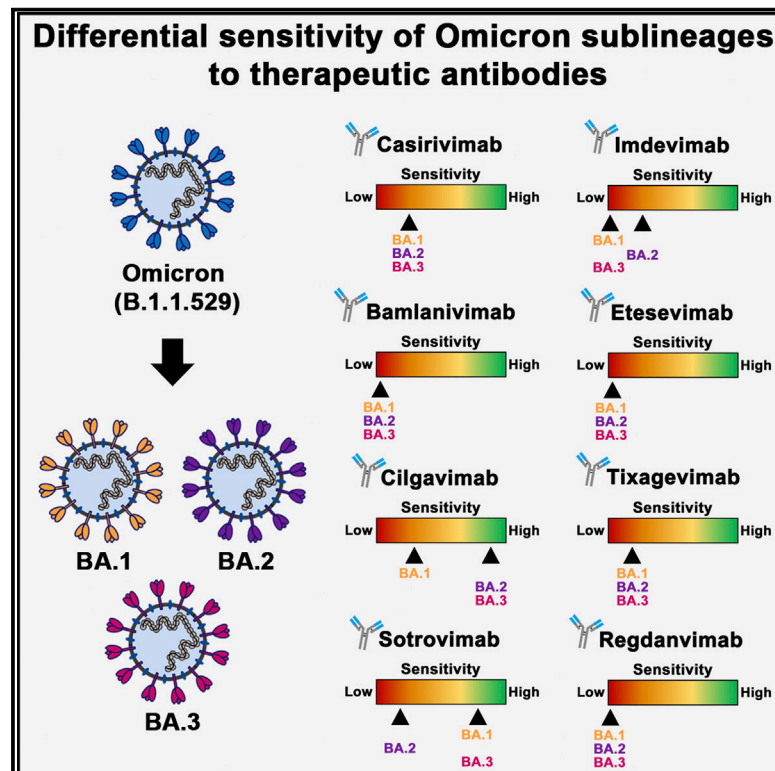 Differential sensitivity of Omicron sublineages
to therapeutic antibodies
Omicron
(B.1.1.529)
BA.1
BA.2
BA.3
Casirivimab
Sensitivity
Low
High
BA.1
BA.2
BA.3
Imdevimab
Sensitivity
Low
High
BA.1
BA.2
BA.3
Bamlanivimab
Sensitivity
Low
High
BA.1
BA.2
BA.3
Etesevimab
Sensitivity
Low
High
BA.1
BA.2
BA.3
Cilgavimab
Sensitivity
Low
High
BA.1
BA.2
BA.3
Tixagevimab
Sensitivity
Low
High
BA.1
BA.2
BA.3
Sotrovimab
Sensitivity
Low
High
BA.1
BA.2
BA.3
Regdanvimab
Sensitivity
Low
High
BA.1
BA.2
BA.3